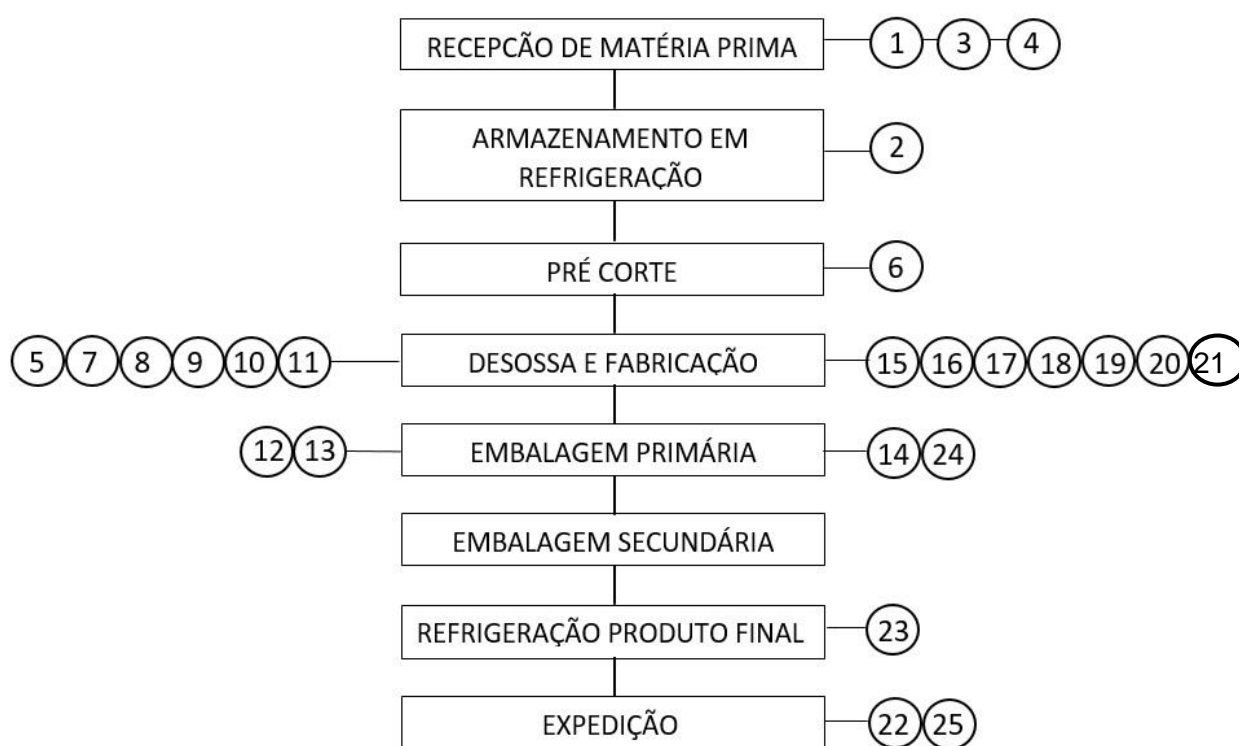 RECEPCÃO DE MATÉRIA PRIMA 1 3 4
ARMAZENAMENTO EM
REFRIGERAÇÃO 2
PRÉ CORTE 6
5 7 8 9 10 11 DESOSSA E FABRICAÇÃO 15 16 17 18 19 20 21
12 13 EMBALAGEM PRIMÁRIA 14 24
EMBALAGEM SECUNDÁRIA
REFRIGERAÇÃO PRODUTO FINAL 23
EXPEDIÇÃO 22 25